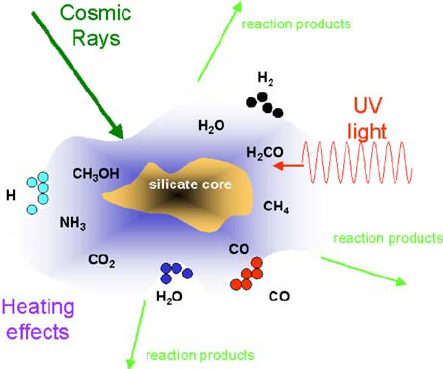 Cosmic
Rays
reaction products
H2
UV
light
H2O
H2CO
CH3OH
silicate core
H
CH4
NH3
reaction products
CO
CO2
H2O
CO
Heating
effects
reaction products